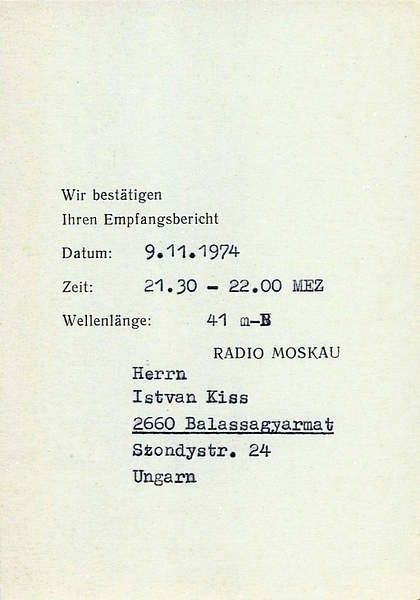 Wir bestätigen
Ihren Empfangsbericht
Datum: 9.11.1974
Zeit: 21.30 - 22.00 MEZ
Wellenlänge: 41 m-B
RADIO MOSKAU
Herrn
Istvan Kiss
2660 Balassagyarmat
Szondystr. 24
Ungarn